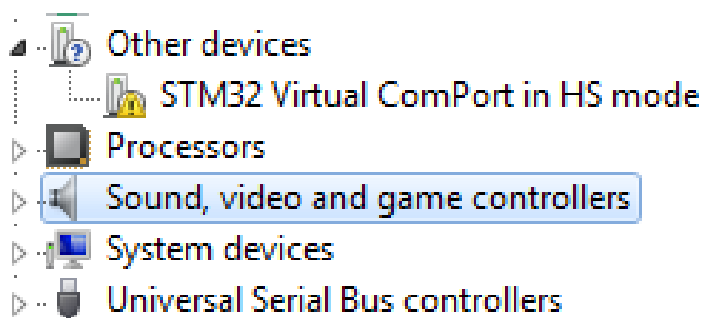 Other devices
STM32 Virtual ComPort in HS mode
Processors
Sound, video and game controllers
System devices
Universal Serial Bus controllers